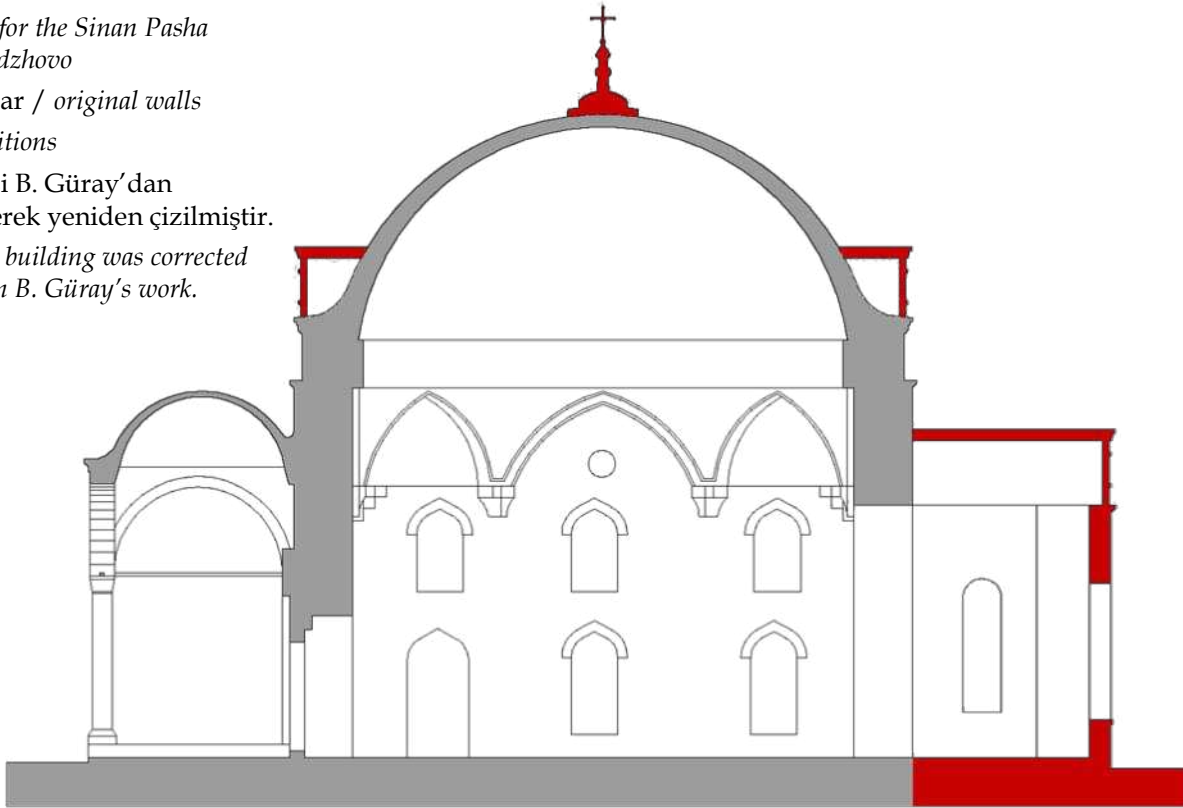 for the Sinan Pasha
dzhovo
ar / original walls
itions
i B. Güray’dan
erek yeniden çizilmiştir.
building was corrected
n B. Güray’s work.